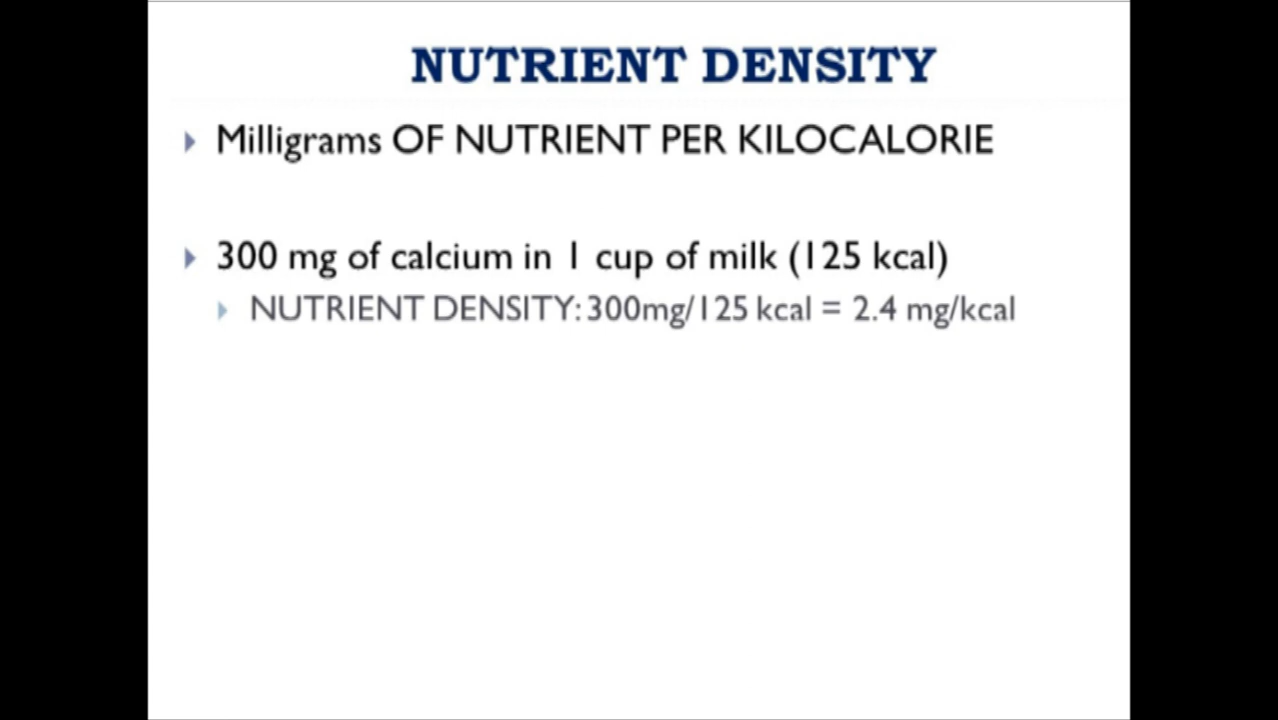 NUTRIENT DENSITY
Milligrams OF NUTRIENT PER KILOCALORIE
300 mg of calcium in 1 cup of milk (125 kcal)
NUTRIENT DENSITY: 300mg/125 kcal = 2.4 mg/kcal